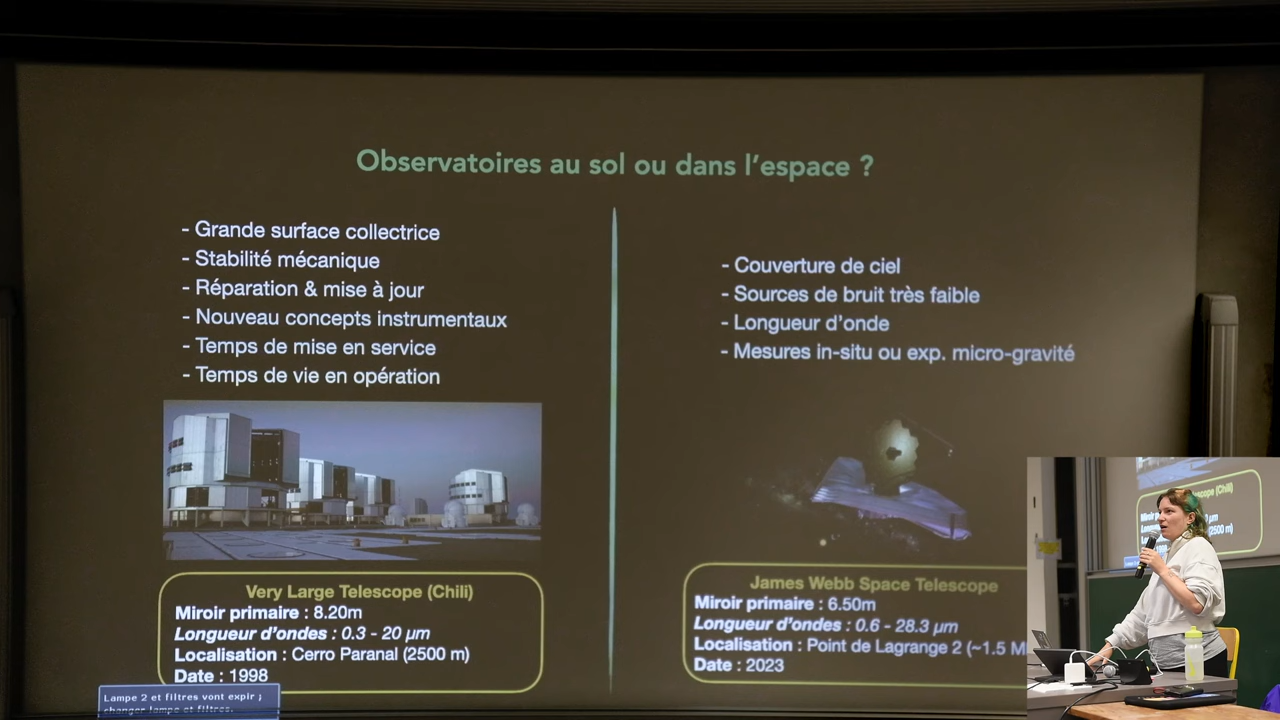 Observatoires au sol ou dans l'espace ?
- Grande surface collectrice
- Stabilité mécanique
- Réparation & mise à jour
- Nouveau concepts instrumentaux
- Temps de mise en service
- Temps de vie en opération
- Couverture de ciel
- Sources de bruit très faible
- Longueur d'onde
- Mesures in-situ ou exp. micro-gravité
Very Large Telescope (Chili)
Miroir primaire : 8.20m
Longueur d'ondes : 0.3 - 20 µm
Localisation : Cerro Paranal (2500 m)
Date : 1998
James Webb Space Telescope
Miroir primaire : 6.50m
Longueur d'ondes : 0.6 - 28.3 µm
Localisation : Point de Lagrange 2 (~1.5 M
Date : 2023
Lampe 2 et filtres vont expir ;
changer lampe et filtres.
(Chili)
µm
(2500 m)